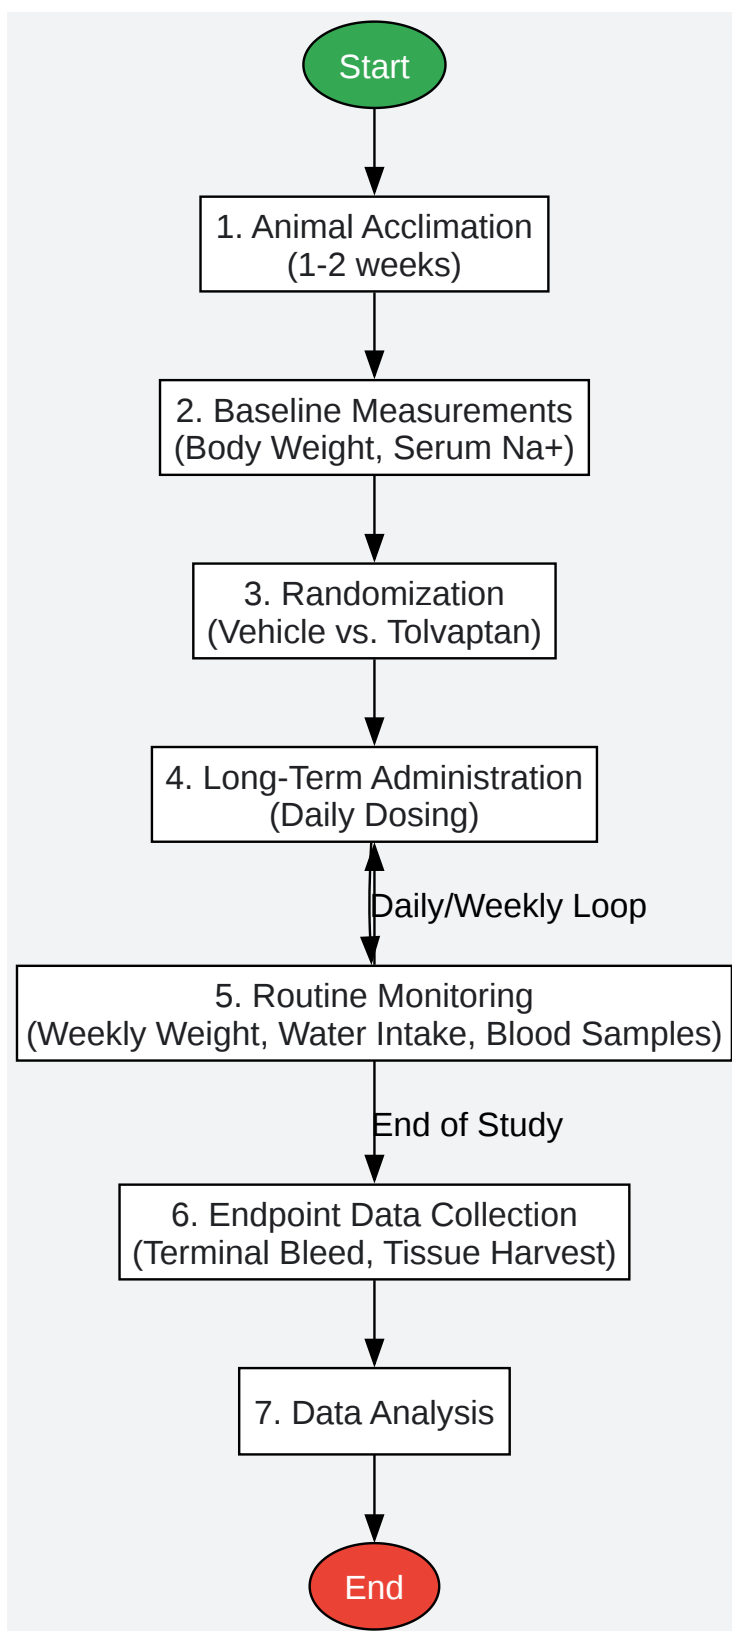 Start
1. Animal Acclimation
(1-2 weeks)
2. Baseline Measurements
(Body Weight, Serum Na+)
3. Randomization
(Vehicle vs. Tolvaptan)
4. Long-Term Administration
(Daily Dosing)
Daily/Weekly Loop
5. Routine Monitoring
(Weekly Weight, Water Intake, Blood Samples)
End of Study
6. Endpoint Data Collection
(Terminal Bleed, Tissue Harvest)
7. Data Analysis
End